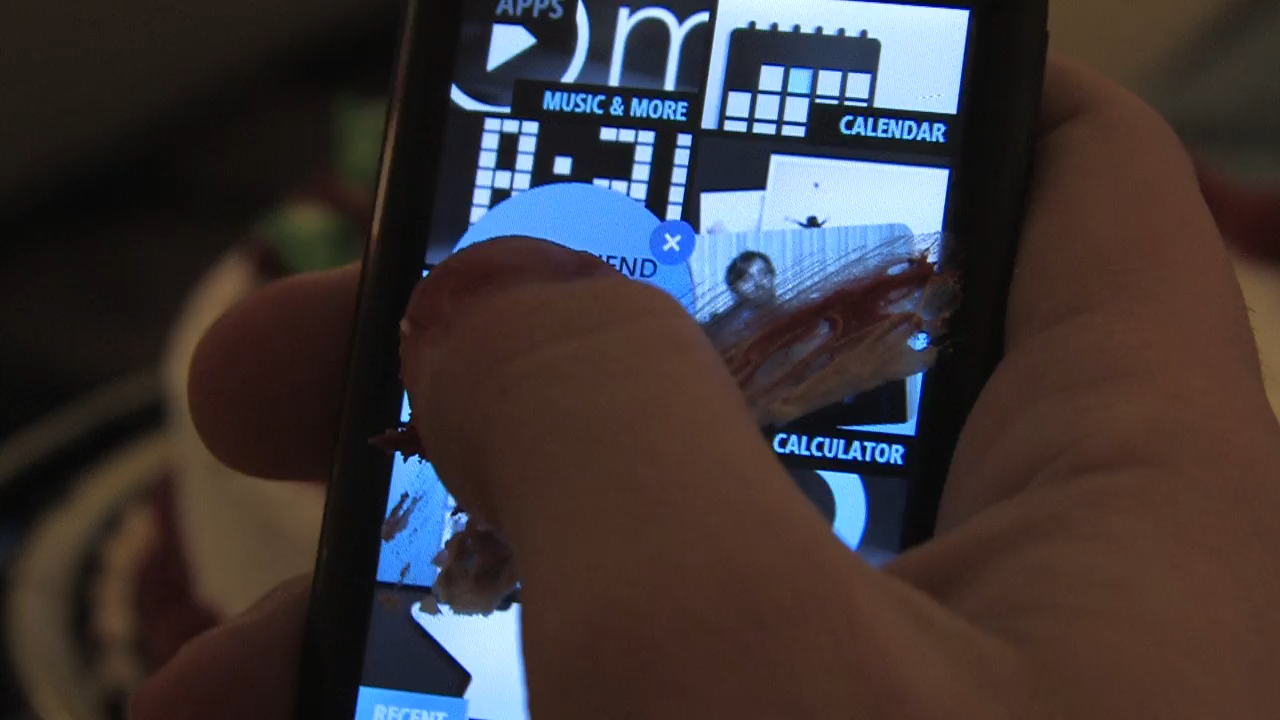 APPS
m
MUSIC & MORE
CALENDAR
CALCULATOR
RECENT